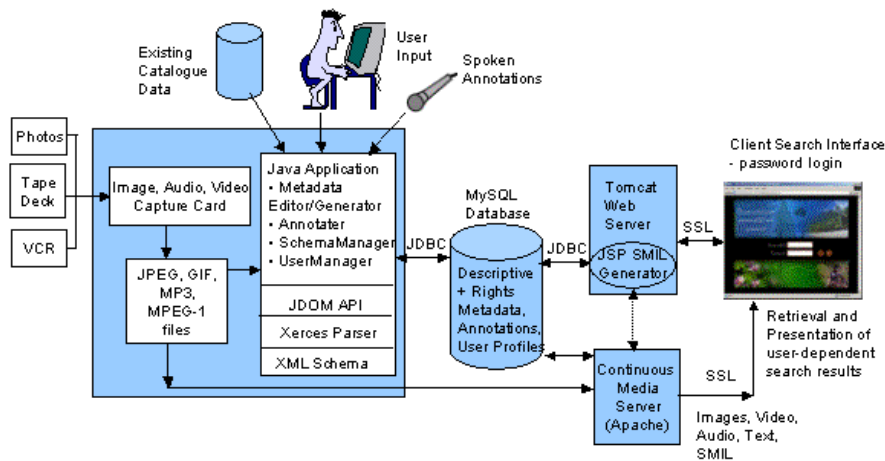 Existing
Catalogue
Data
User
Input
Spoken
Annotations
Photos
Tape
Deck
VCR
Image, Audio, Video
Capture Card
JPEG, GIF,
MP3,
MPEG-1
files
Java Application
• Metadata
Editor/Generator
• Annotater
• SchemaManager
• UserManager
JDOM API
Xerces Parser
XML Schema
JDBC
MySQL
Database
Descriptive
+ Rights
Metadata,
Annotations,
User Profiles
JDBC
Tomcat
Web
Server
JSP SMIL
Generator
SSL
Client Search Interface
- password login
Retrieval and
Presentation of
user-dependent
search results
Continuous
Media
Server
(Apache)
SSL
Images, Video,
Audio, Text,
SMIL